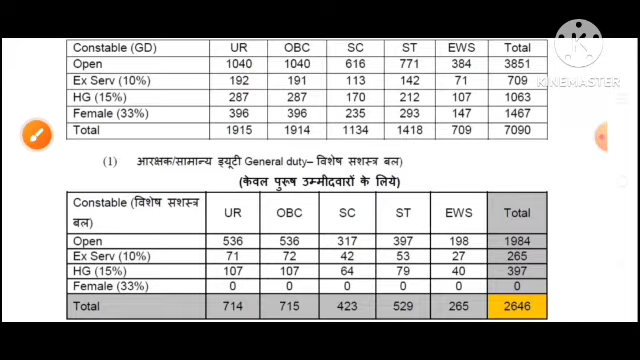 Constable (GD) UR OBC SC ST EWS Total
Open 1040 1040 616 771 384 3851
Ex Serv (10%) 192 191 113 142 71 709
HG (15%) 287 287 170 212 107 1063
Female (33%) 396 396 235 293 147 1467
Total 1915 1914 1134 1418 709 7090
KINEMASTER
(1) आरक्षक/सामान्य ड्यूटी General duty– विशेष सशस्त्र बल)
(केवल पुरूष उम्मीदवारों के लिये)
Constable (विशेष सशस्त्र बल) UR OBC SC ST EWS Total
Open 536 536 317 397 198 1984
Ex Serv (10%) 71 72 42 53 27 265
HG (15%) 107 107 64 79 40 397
Female (33%) 0 0 0 0 0 0
Total 714 715 423 529 265 2646